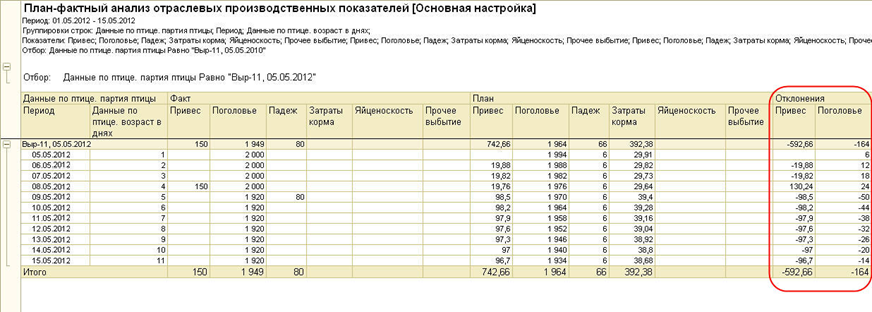 План-фактный анализ отраслевых производственных показателей [Основная настройка]
Период: 01.05.2012 - 15.05.2012
Группировки строк: Данные по птице. партия птицы; Период; Данные по птице. возраст в днях;
Показатели: Привес; Поголовье; Падеж; Затраты корма; Яйценоскость; Прочее выбытие; Привес; Поголовье; Падеж; Затраты корма; Яйценоскость; Проче
Отбор: Данные по птице. партия птицы Равно "Выр-11, 05.05.2010"
Отбор: Данные по птице. партия птицы Равно "Выр-11, 05.05.2012"
Данные по птице. партия птицы Факт План Отклонения
Период Данные по птице. возраст в днях Привес Поголовье Падеж Затраты корма Яйценоскость Прочее выбытие Привес Поголовье Падеж Затраты корма Яйценоскость Прочее выбытие Привес Поголовье
Выр-11, 05.05.2012 150 1 949 80 742,66 1 964 66 392,38 -592,66 -164
05.05.2012 1 2 000 1 994 6 29,91 6
06.05.2012 2 2 000 19,88 1 988 6 29,82 -19,88 12
07.05.2012 3 2 000 19,82 1 982 6 29,73 -19,82 18
08.05.2012 4 150 2 000 19,76 1 976 6 29,64 130,24 24
09.05.2012 5 1 920 80 98,5 1 970 6 39,4 -98,5 -50
10.05.2012 6 1 920 98,2 1 964 6 39,28 -98,2 -44
11.05.2012 7 1 920 97,9 1 958 6 39,16 -97,9 -38
12.05.2012 8 1 920 97,6 1 952 6 39,04 -97,6 -32
13.05.2012 9 1 920 97,3 1 946 6 38,92 -97,3 -26
14.05.2012 10 1 920 97 1 940 6 38,8 -97 -20
15.05.2012 11 1 920 96,7 1 934 6 38,68 -96,7 -14
Итого 150 1 949 80 742,66 1 964 66 392,38 -592,66 -164